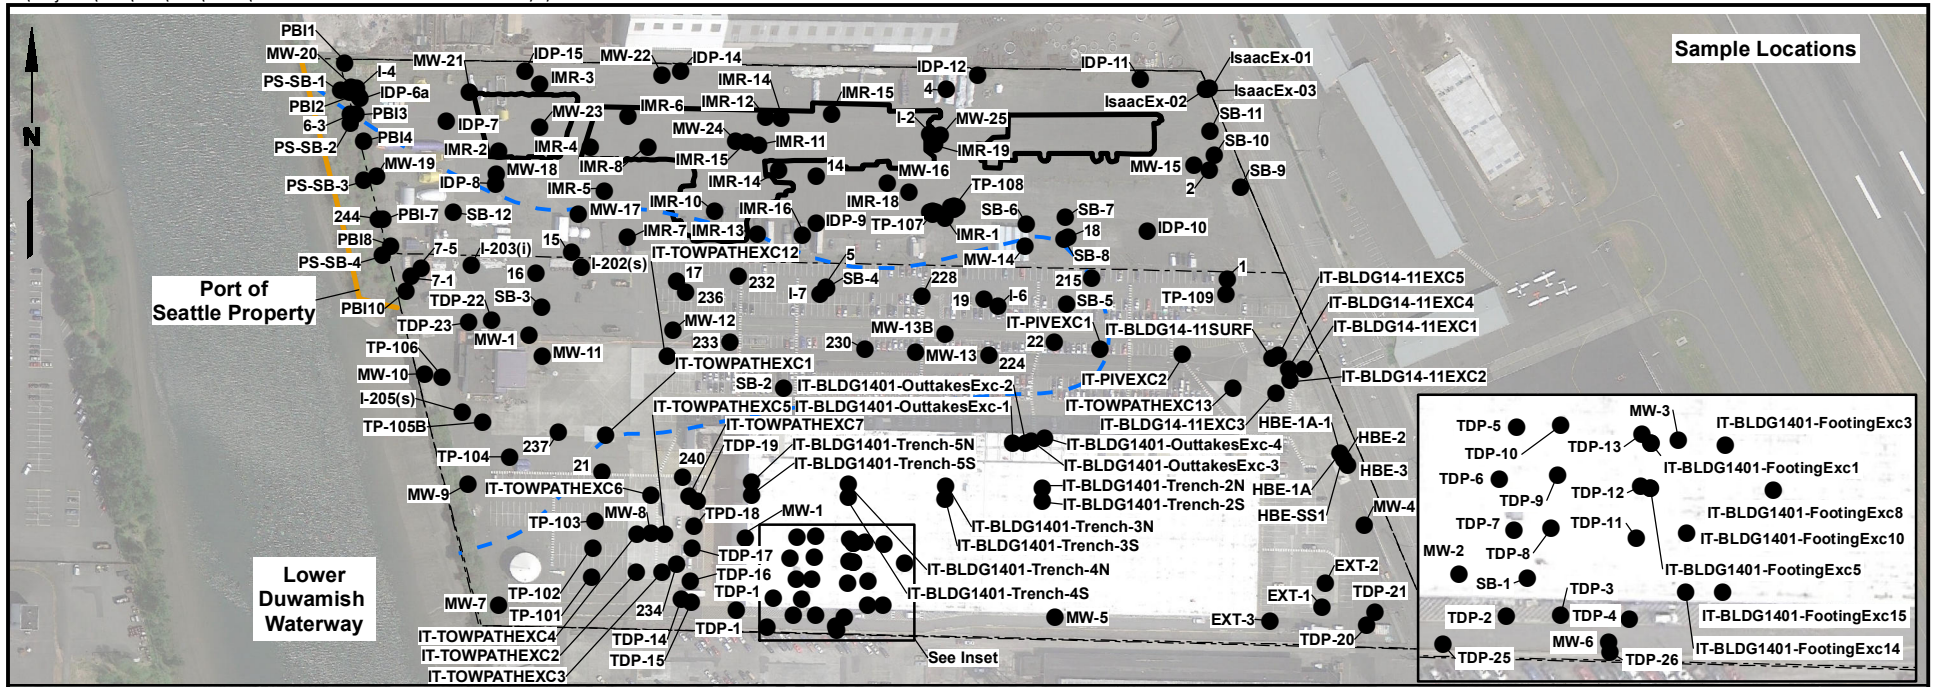 Sample Locations
N
PBI1
MW-20
PS-SB-1
PBI2
6-3
PS-SB-2
I-4
IDP-6a
PBI3
PBI4
MW-19
PS-SB-3
244
PBI-7
PBI8
PS-SB-4
7-5
7-1
PBI10
Port of
Seattle Property
MW-21
IDP-15
IMR-3
MW-22
IDP-14
IDP-7
MW-23
IMR-6
IMR-12
IMR-14
IMR-15
IDP-12
4
IDP-11
IsaacEx-01
IsaacEx-02
IsaacEx-03
SB-11
SB-10
SB-9
MW-15
2
IMR-2
IMR-4
IMR-8
MW-24
IMR-15
IMR-11
I-2
MW-25
IMR-19
MW-18
IDP-8
IMR-5
IMR-14
14
MW-16
IMR-18
TP-108
SB-12
MW-17
IMR-10
IMR-16
IDP-9
TP-107
IMR-1
SB-6
SB-7
18
IDP-10
IMR-7
IMR-13
MW-14
SB-8
I-203(i)
15
I-202(s)
16
IT-TOWPATHEXC12
17
236
232
5
SB-4
I-7
228
19
I-6
215
SB-5
1
TP-109
TDP-22
SB-3
TDP-23
MW-1
MW-11
MW-12
233
230
MW-13B
MW-13
224
22
IT-PIVEXC1
IT-BLDG14-11SURF
IT-BLDG14-11EXC5
IT-BLDG14-11EXC4
IT-BLDG14-11EXC1
IT-BLDG14-11EXC2
IT-PIVEXC2
IT-TOWPATHEXC13
IT-BLDG14-11EXC3
TP-106
MW-10
I-205(s)
TP-105B
TP-104
237
IT-TOWPATHEXC1
SB-2
IT-BLDG1401-OuttakesExc-2
IT-TOWPATHEXC5
IT-BLDG1401-OuttakesExc-1
IT-TOWPATHEXC7
TDP-19
IT-BLDG1401-Trench-5N
IT-BLDG1401-Trench-5S
IT-BLDG1401-OuttakesExc-4
IT-BLDG1401-OuttakesExc-3
IT-BLDG1401-Trench-2N
IT-BLDG1401-Trench-2S
HBE-1A-1
HBE-2
HBE-3
HBE-1A
HBE-SS1
MW-4
MW-9
21
240
IT-TOWPATHEXC6
TP-103
MW-8
TPD-18
MW-1
IT-BLDG1401-Trench-3N
IT-BLDG1401-Trench-3S
IT-BLDG1401-Trench-4N
IT-BLDG1401-Trench-4S
TDP-17
TDP-16
TDP-1
TDP-1
Lower
Duwamish
Waterway
MW-7
TP-102
TP-101
234
TDP-14
TDP-15
IT-TOWPATHEXC4
IT-TOWPATHEXC2
IT-TOWPATHEXC3
See Inset
MW-5
EXT-2
EXT-1
EXT-3
TDP-21
TDP-20
TDP-5
TDP-10
TDP-13
MW-3
IT-BLDG1401-FootingExc3
IT-BLDG1401-FootingExc1
TDP-6
TDP-9
TDP-12
IT-BLDG1401-FootingExc8
TDP-7
TDP-8
TDP-11
IT-BLDG1401-FootingExc10
MW-2
SB-1
IT-BLDG1401-FootingExc5
TDP-3
TDP-2
TDP-4
IT-BLDG1401-FootingExc15
MW-6
IT-BLDG1401-FootingExc14
TDP-25
TDP-26